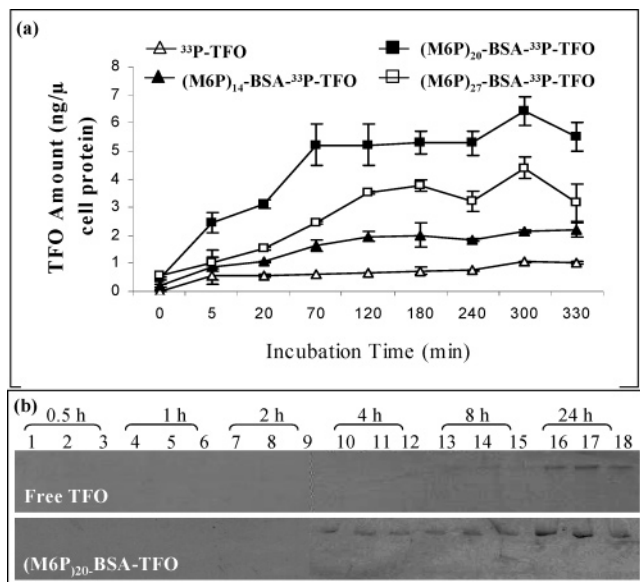 (a)
³³P-TFO
(M6P)₂₀-BSA-³³P-TFO
(M6P)₁₄-BSA-³³P-TFO
(M6P)₂₇-BSA-³³P-TFO
TFO Amount (ng/µ
cell protein)
8
7
6
5
4
3
2
1
0
0 5 20 70 120 180 240 300 330
Incubation Time (min)
(b)
0.5 h 1 h 2 h 4 h 8 h 24 h
1 2 3 4 5 6 7 8 9 10 11 12 13 14 15 16 17 18
Free TFO
(M6P)₂₀-BSA-TFO